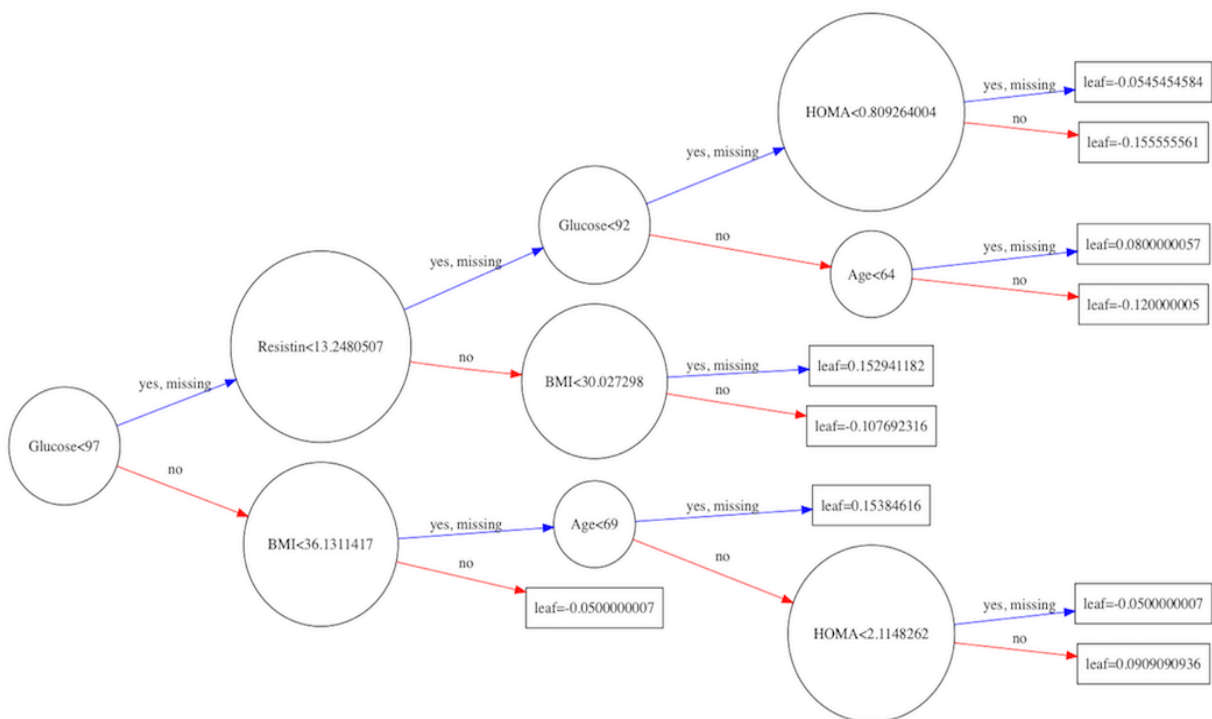 HOMA<0.809264004
yes, missing
leaf=-0.0545454584
no
leaf=-0.155555561
yes, missing
Glucose<92
no
Age<64
yes, missing
leaf=0.0800000057
no
leaf=-0.120000005
yes, missing
Resistin<13.2480507
no
BMI<30.027298
yes, missing
leaf=0.152941182
no
leaf=-0.107692316
yes, missing
Glucose<97
no
BMI<36.1311417
yes, missing
Age<69
yes, missing
leaf=0.15384616
no
leaf=-0.0500000007
no
HOMA<2.1148262
yes, missing
leaf=-0.0500000007
no
leaf=0.0909090936